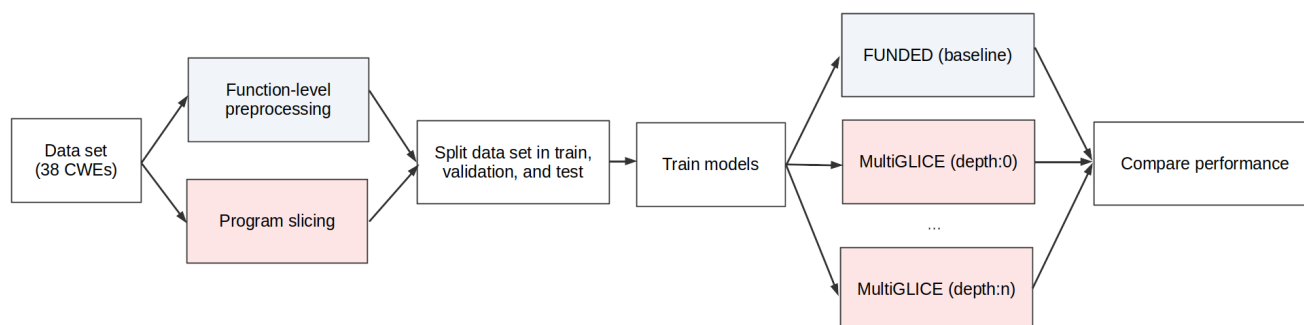 Data set
(38 CWEs)
Function-level
preprocessing
Program slicing
Split data set in train,
validation, and test
Train models
FUNDED (baseline)
MultiGLICE (depth:0)
...
MultiGLICE (depth:n)
Compare performance